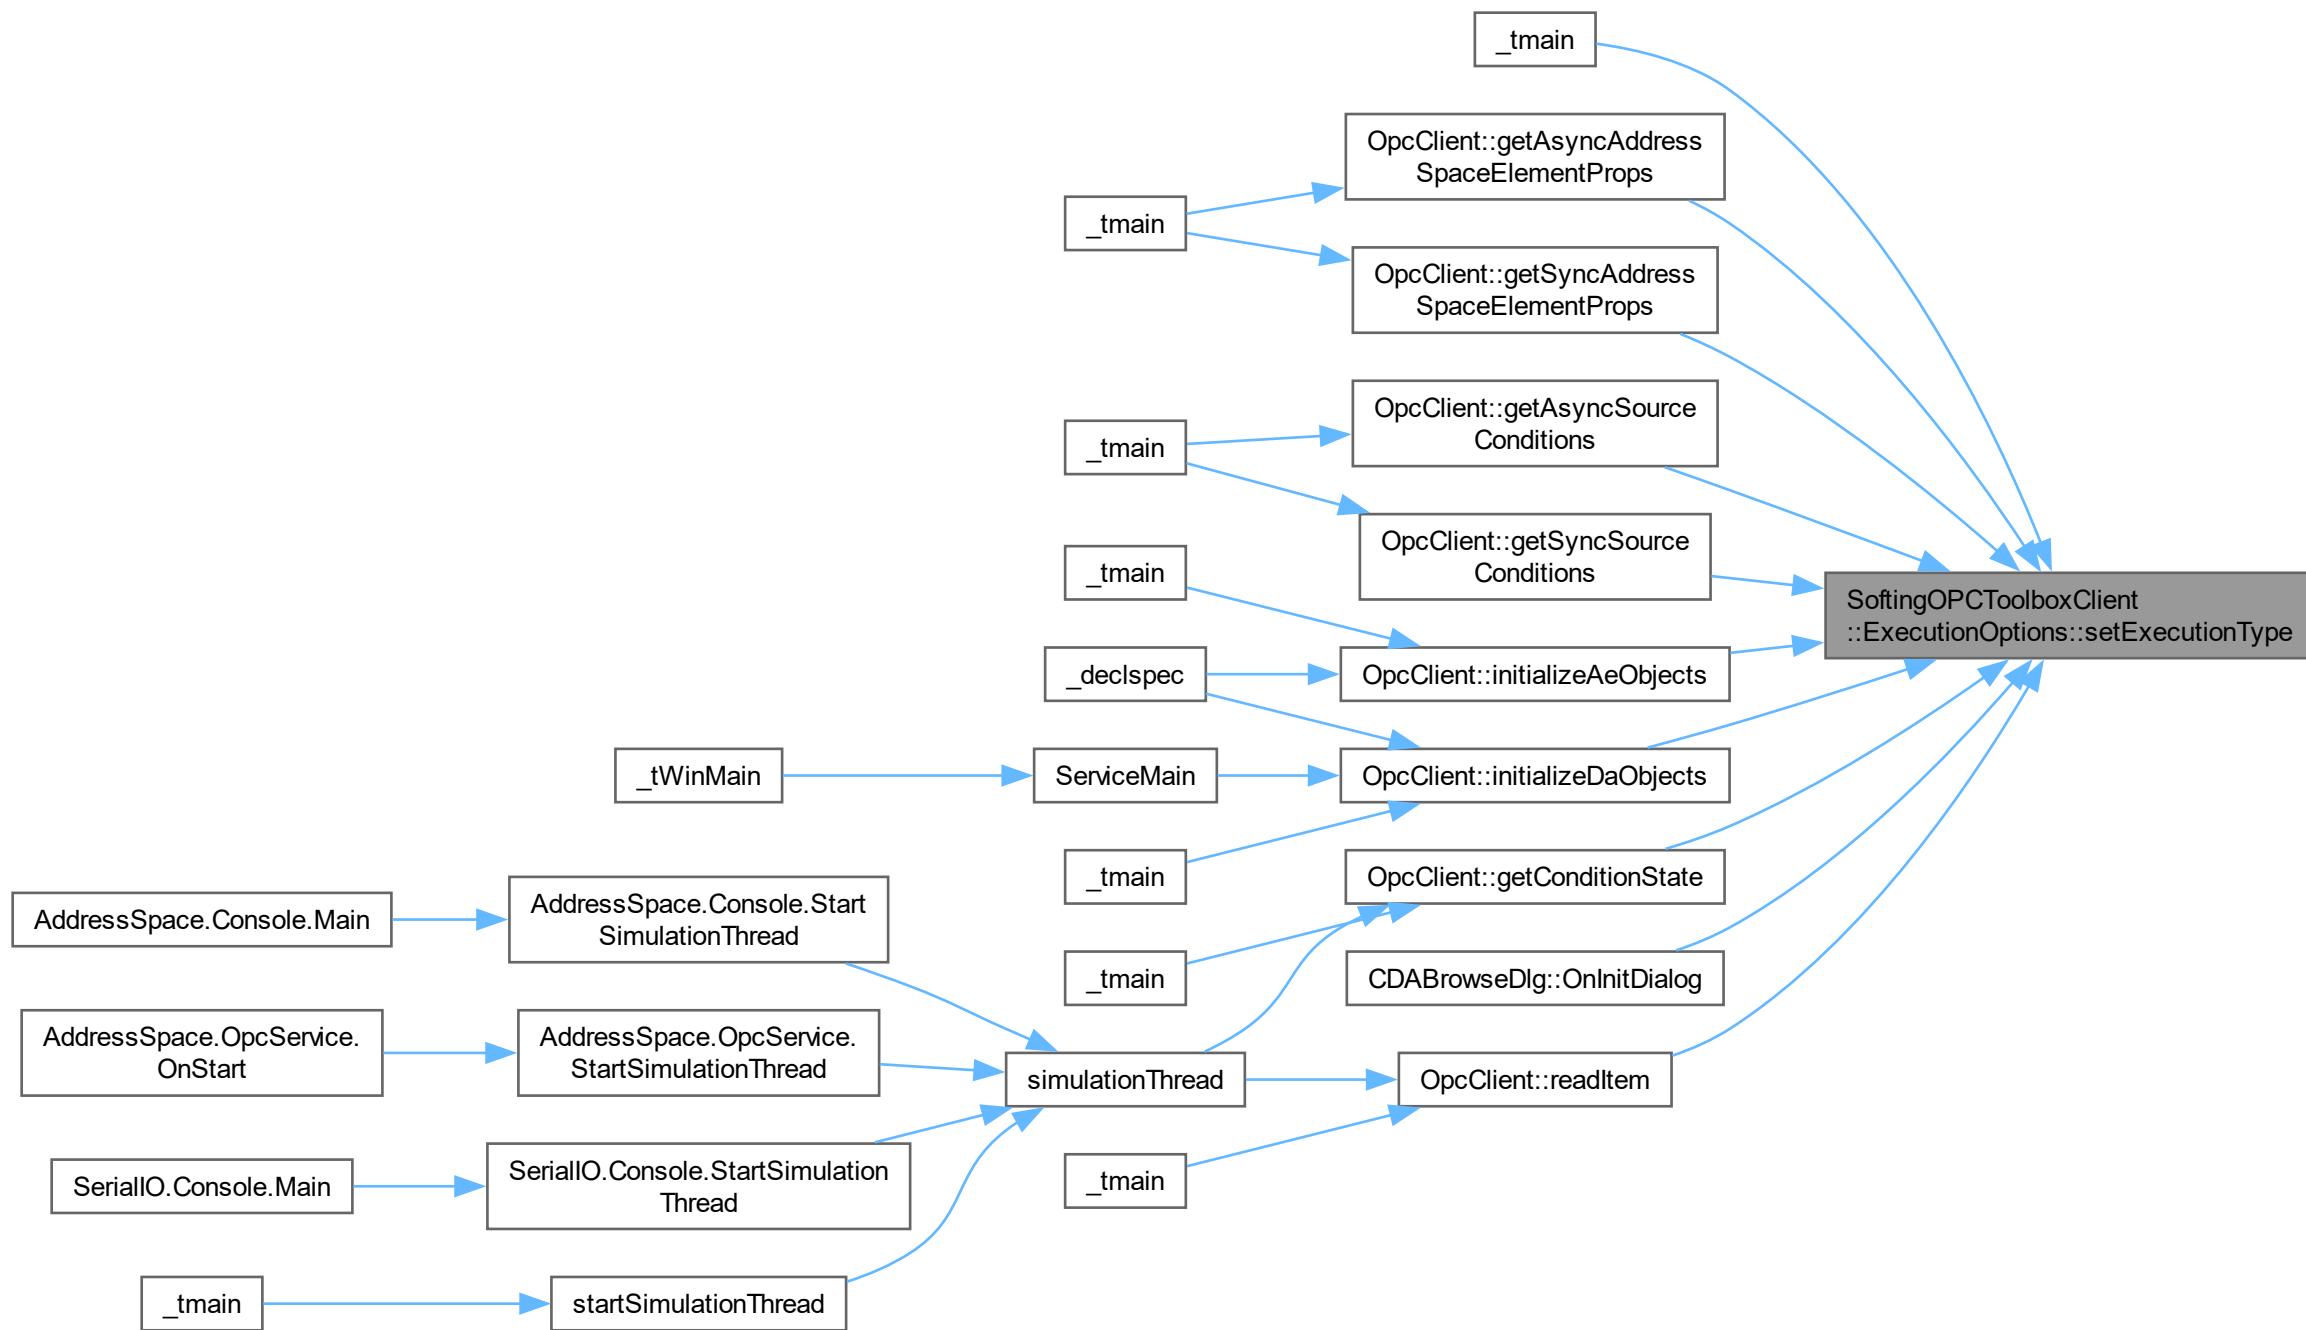 _tmain
OpcClient::getAsyncAddress
SpaceElementProps
_tmain
OpcClient::getSyncAddress
SpaceElementProps
OpcClient::getAsyncSource
Conditions
_tmain
OpcClient::getSyncSource
Conditions
_tmain
SoftingOPCToolboxClient
::ExecutionOptions::setExecutionType
_declspec
OpcClient::initializeAeObjects
_tWinMain
ServiceMain
OpcClient::initializeDaObjects
_tmain
OpcClient::getConditionState
AddressSpace.Console.Main
AddressSpace.Console.Start
SimulationThread
_tmain
CDABrowseDlg::OnInitDialog
AddressSpace.OpcService.
OnStart
AddressSpace.OpcService.
StartSimulationThread
simulationThread
OpcClient::readItem
SerialIO.Console.Main
SerialIO.Console.StartSimulation
Thread
_tmain
_tmain
startSimulationThread